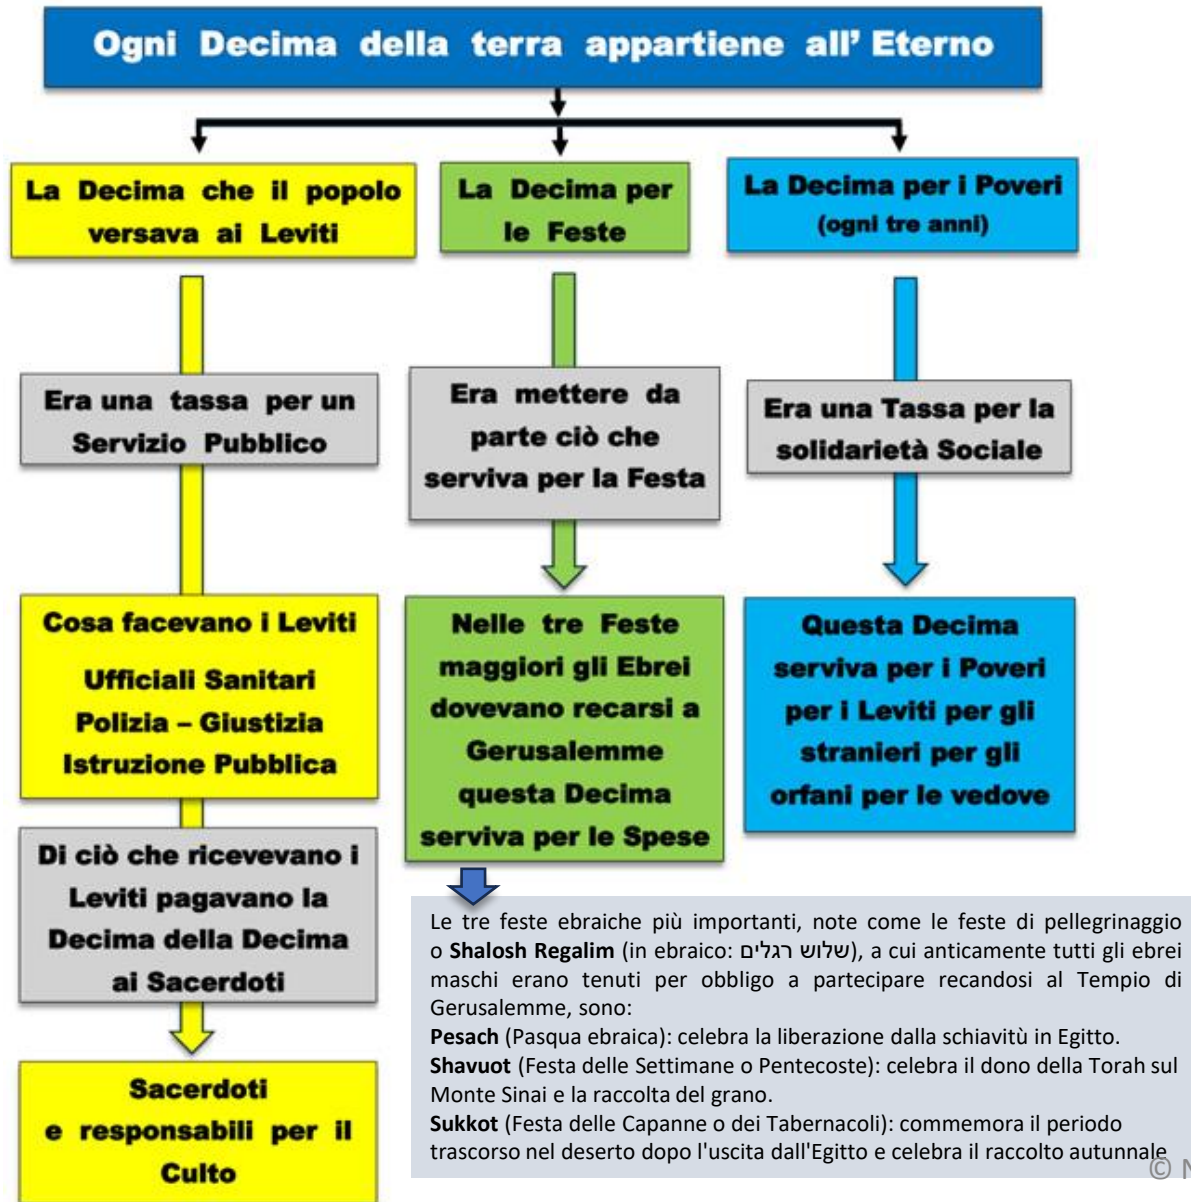 Ogni Decima della terra appartiene all' Eterno
La Decima che il popolo
versava ai Leviti
La Decima per
le Feste
La Decima per i Poveri
(ogni tre anni)
Era una tassa per un
Servizio Pubblico
Era mettere da
parte ciò che
serviva per la Festa
Era una Tassa per la
solidarietà Sociale
Cosa facevano i Leviti
Ufficiali Sanitari
Polizia – Giustizia
Istruzione Pubblica
Nelle tre Feste
maggiori gli Ebrei
dovevano recarsi a
Gerusalemme
questa Decima
serviva per le Spese
Questa Decima
serviva per i Poveri
per i Leviti per gli
stranieri per gli
orfani per le vedove
Di ciò che ricevevano i
Leviti pagavano la
Decima della Decima
ai Sacerdoti
Sacerdoti
e responsabili per il
Culto
Le tre feste ebraiche più importanti, note come le feste di pellegrinaggio
o Shalosh Regalim (in ebraico: שלוש רגלים), a cui anticamente tutti gli ebrei
maschi erano tenuti per obbligo a partecipare recandosi al Tempio di
Gerusalemme, sono:
Pesach (Pasqua ebraica): celebra la liberazione dalla schiavitù in Egitto.
Shavuot (Festa delle Settimane o Pentecoste): celebra il dono della Torah sul
Monte Sinai e la raccolta del grano.
Sukkot (Festa delle Capanne o dei Tabernacoli): commemora il periodo
trascorso nel deserto dopo l'uscita dall'Egitto e celebra il raccolto autunnale
©